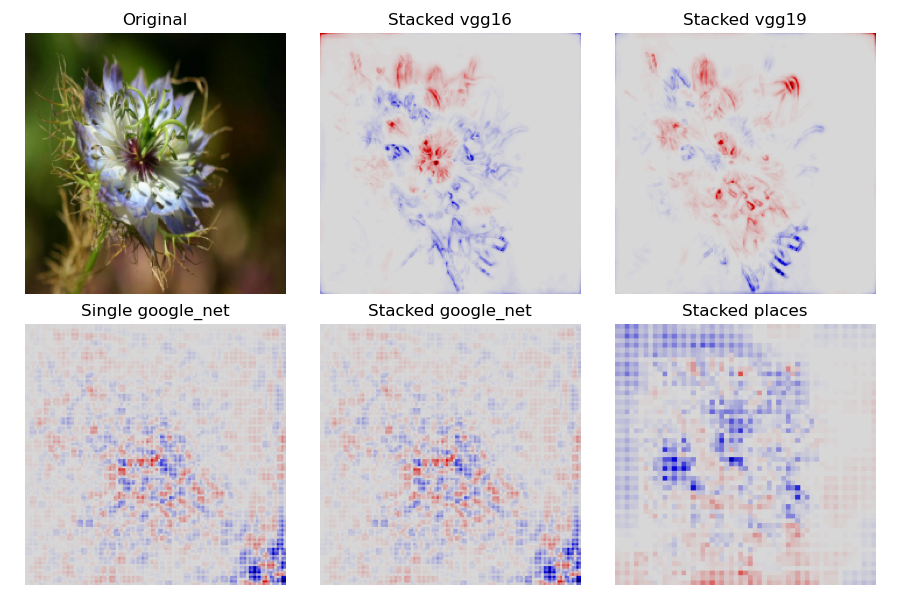 Original
Stacked vgg16
Stacked vgg19
Single google_net
Stacked google_net
Stacked places